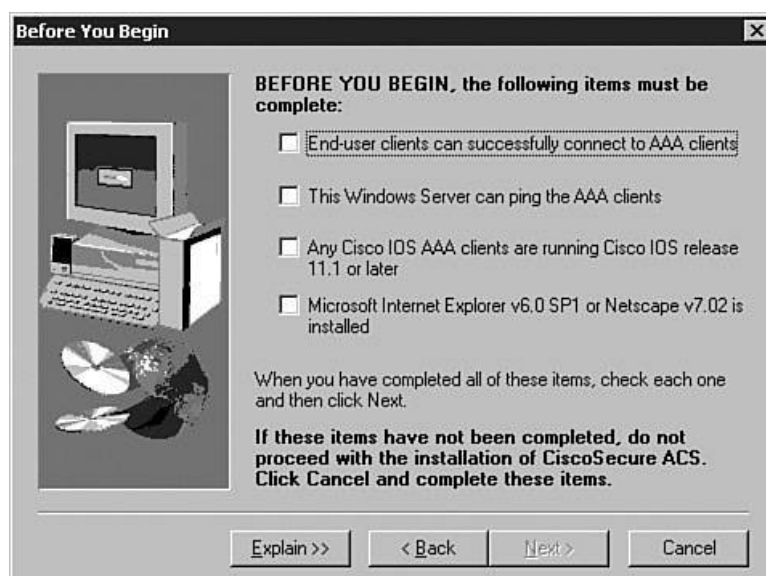 Before You Begin
BEFORE YOU BEGIN, the following items must be
complete:
End-user clients can successfully connect to AAA clients
This Windows Server can ping the AAA clients
Any Cisco IOS AAA clients are running Cisco IOS release
11.1 or later
Microsoft Internet Explorer v6.0 SP1 or Netscape v7.02 is
installed
When you have completed all of these items, check each one
and then click Next.
If these items have not been completed, do not
proceed with the installation of CiscoSecure ACS.
Click Cancel and complete these items.
Explain >>
< Back
Next >
Cancel